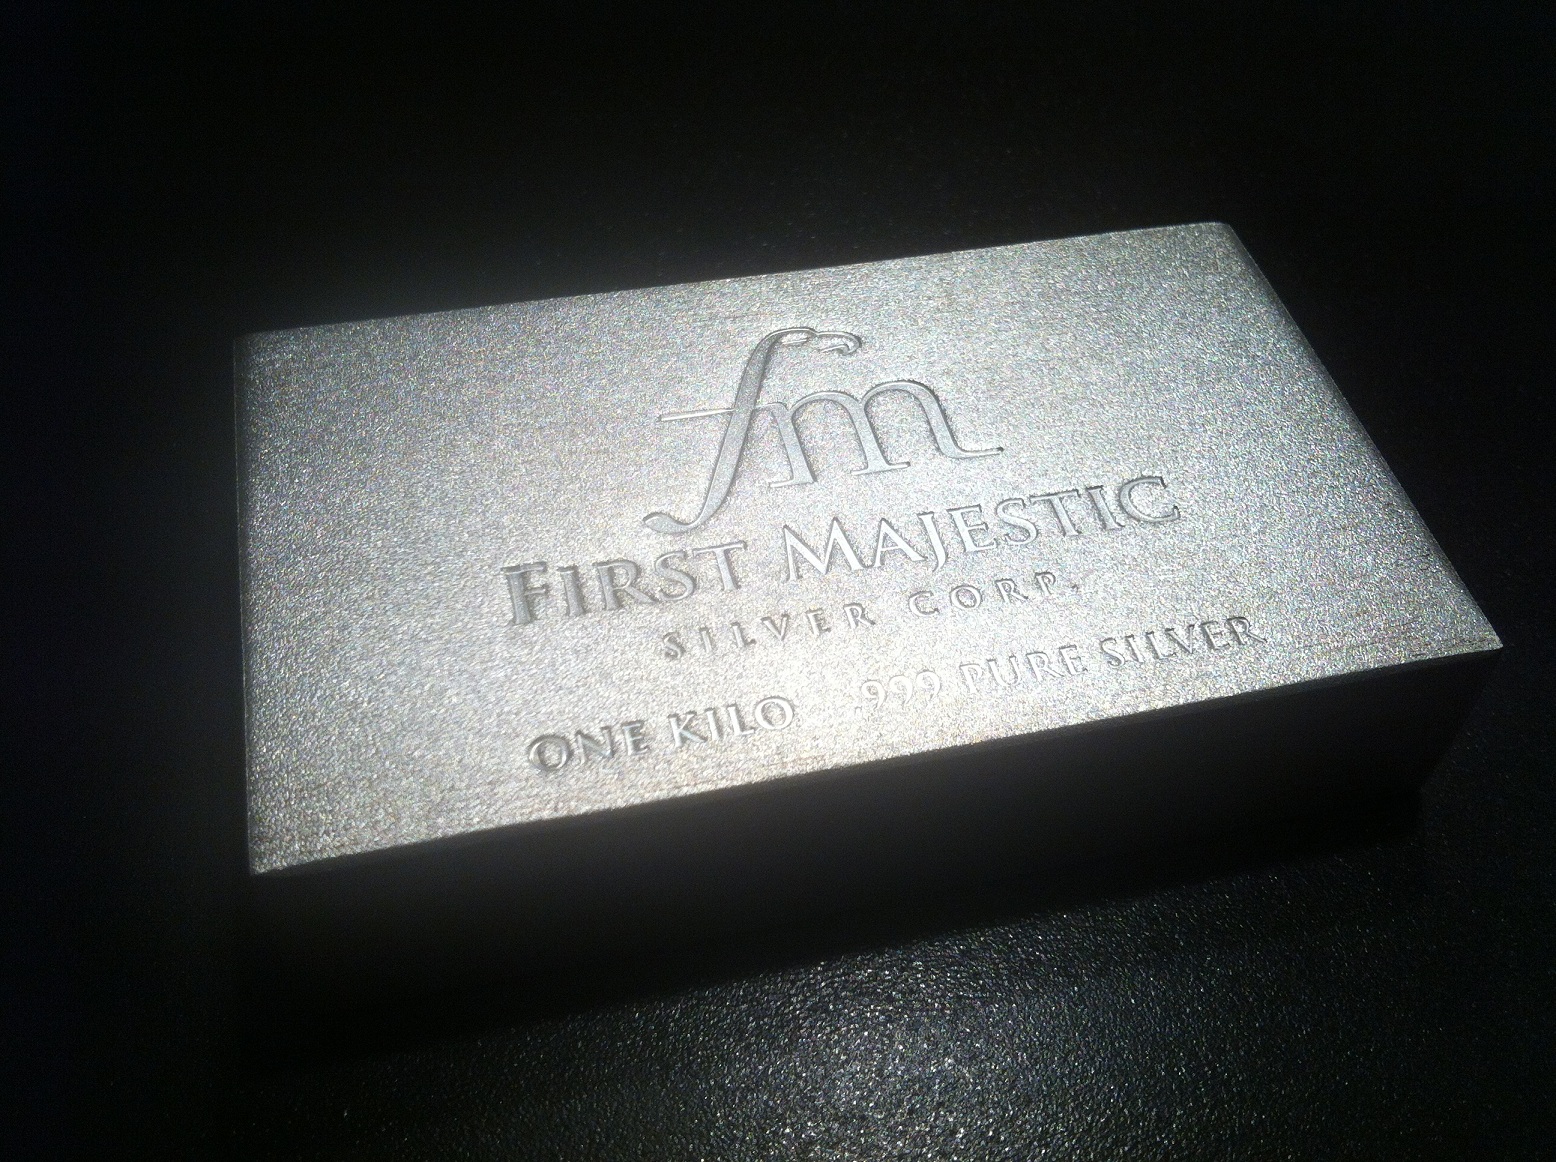 fm
FIRST MAJESTIC
SILVER CORP.
ONE KILO .999 PURE SILVER